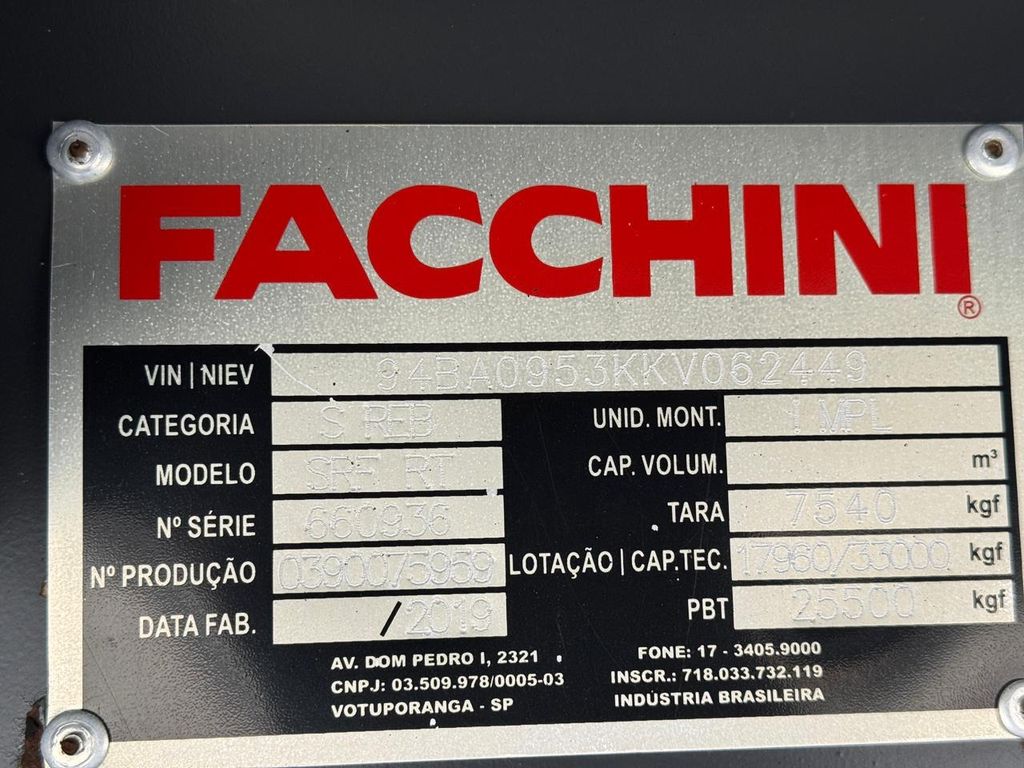 FACCHINI®
VIN | NIEV 94BA0953KKV062449
CATEGORIA S REB UNID. MONT. IMPL
MODELO SRF RT CAP. VOLUM. m³
Nº SÉRIE 660936 TARA 7540 kgf
Nº PRODUÇÃO 0390075959 LOTAÇÃO | CAP.TEC. 17960/33000 kgf
DATA FAB. /2019 PBT 25500 kgf
AV. DOM PEDRO I, 2321 FONE: 17 - 3405.9000
CNPJ: 03.509.978/0005-03 INSCR.: 718.033.732.119
VOTUPORANGA - SP INDÚSTRIA BRASILEIRA